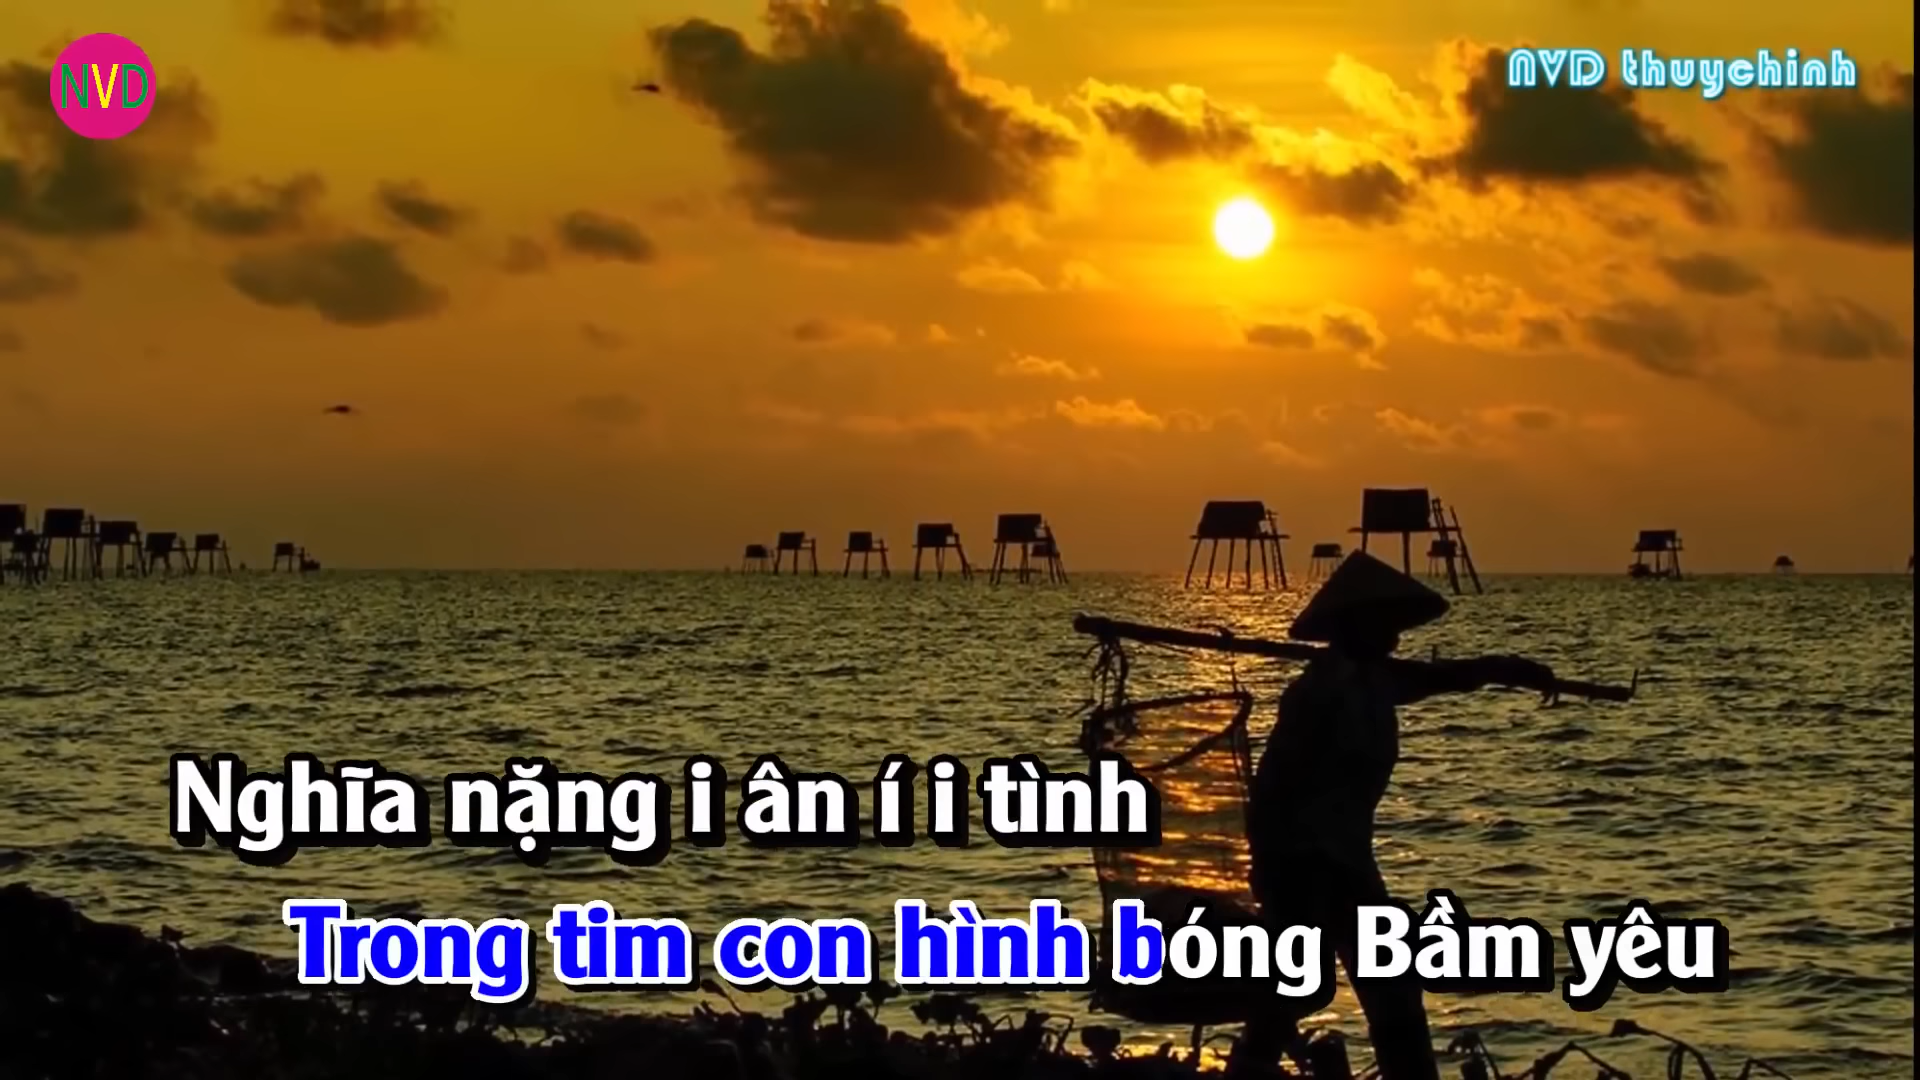 NVD
NVD thuychinh
Nghĩa nặng i ân í i tình
Trong tim con hình bóng Bầm yêu